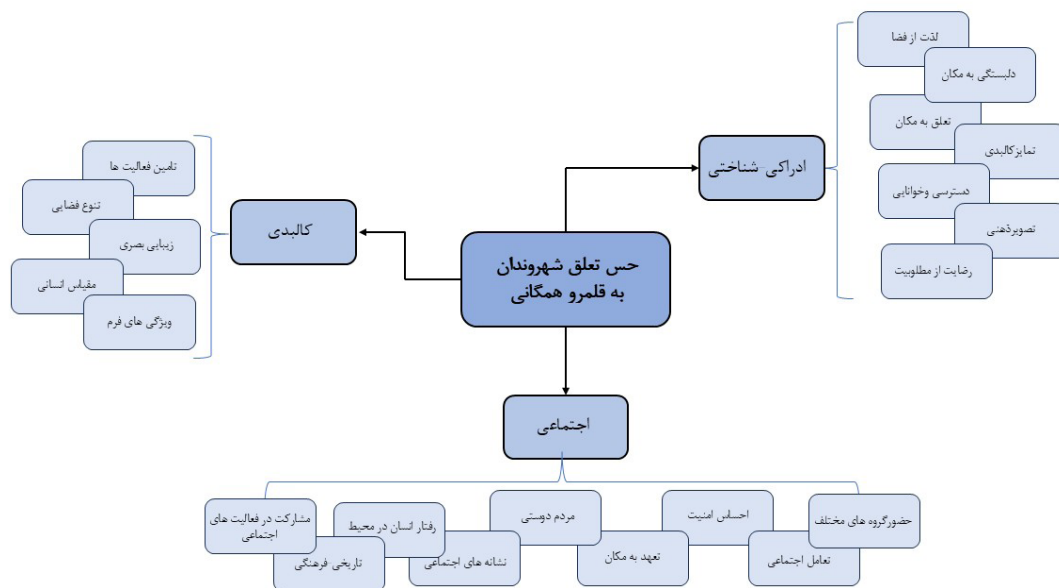 لذت از فضا
دلبستگی به مکان
تعلق به مکان
تمایزکالبدی
دسترسی وخوانایی
تصویرذهنی
رضایت از مطلوبیت
ادراکی-شناختی
حس تعلق شهروندان
به قلمرو همگانی
کالبدی
تامین فعالیت ها
تنوع فضایی
زیبایی بصری
مقیاس انسانی
ویژگی های فرم
اجتماعی
حضورگروه های مختلف
تعامل اجتماعی
احساس امنیت
تعهد به مکان
مردم دوستی
نشانه های اجتماعی
رفتار انسان در محیط
تاریخی فرهنگی
مشارکت در فعالیت های
اجتماعی